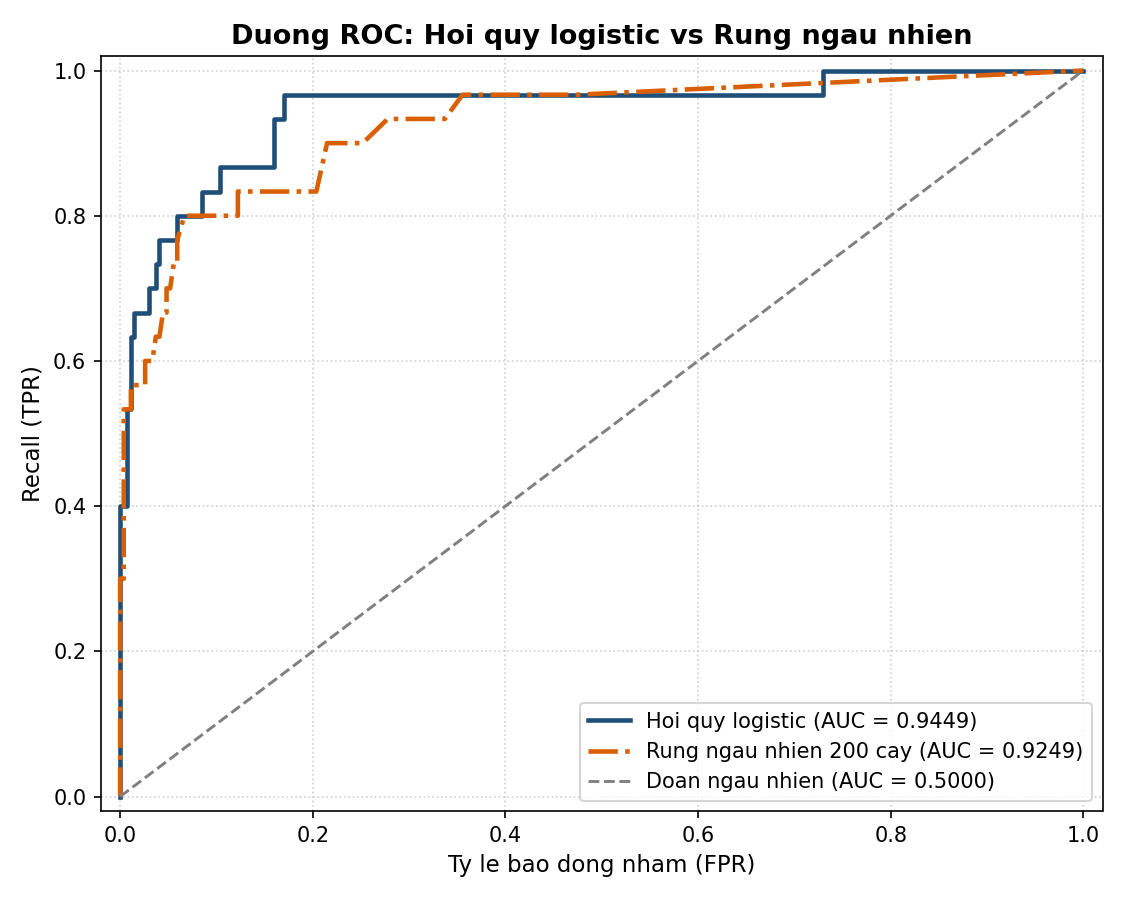 Duong ROC: Hoi quy logistic vs Rung ngau nhien
1.0
0.8
0.6
0.4
0.2
0.0
Recall (TPR)
Hoi quy logistic (AUC = 0.9449)
Rung ngau nhien 200 cay (AUC = 0.9249)
Doan ngau nhien (AUC = 0.5000)
0.0 0.2 0.4 0.6 0.8 1.0
Ty le bao dong nham (FPR)